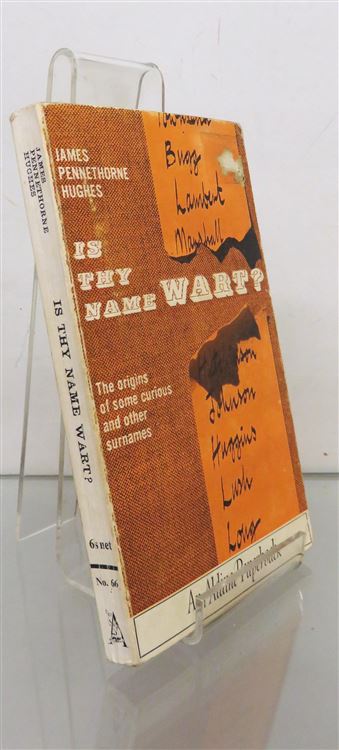 JAMES
PENNETHORNE
HUGHES
IS THY NAME WART?
6s net
No. 66
A
JAMES
PENNETHORNE
HUGHES
Bugg
Lambert
Marshall
IS
THY
NAME WART?
The origins
of some curious
and other
surnames
Johnson
Huggins
Lush
Long
An Aldine Paperback